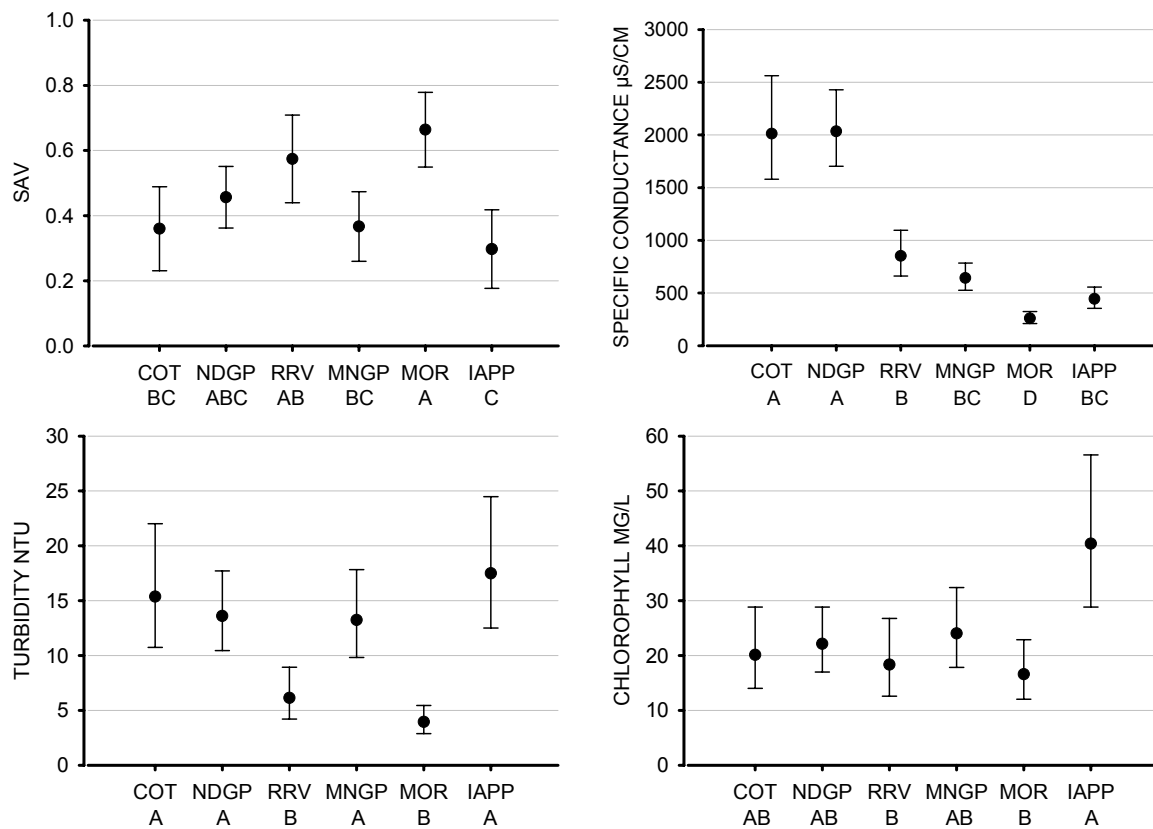 SAV
1.0
0.8
0.6
0.4
0.2
0.0
COT NDGP RRV MNGP MOR IAPP
BC ABC AB BC A C
SPECIFIC CONDUCTANCE µS/CM
3000
2500
2000
1500
1000
500
0
COT NDGP RRV MNGP MOR IAPP
A A B BC D BC
TURBIDITY NTU
30
25
20
15
10
5
0
COT NDGP RRV MNGP MOR IAPP
A A B A B A
CHLOROPHYLL MG/L
60
50
40
30
20
10
0
COT NDGP RRV MNGP MOR IAPP
AB AB B AB B A